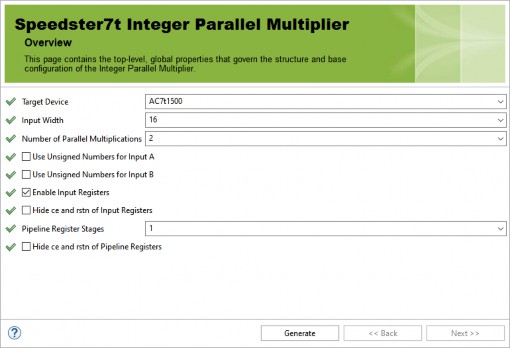 Speedster7t Integer Parallel Multiplier
Overview
This page contains the top-level, global properties that govern the structure and base
configuration of the Integer Parallel Multiplier.
Target Device AC7t1500
Input Width 16
Number of Parallel Multiplications 2
Use Unsigned Numbers for Input A
Use Unsigned Numbers for Input B
Enable Input Registers
Hide ce and rstn of Input Registers
Pipeline Register Stages 1
Hide ce and rstn of Pipeline Registers
? Generate << Back Next >>